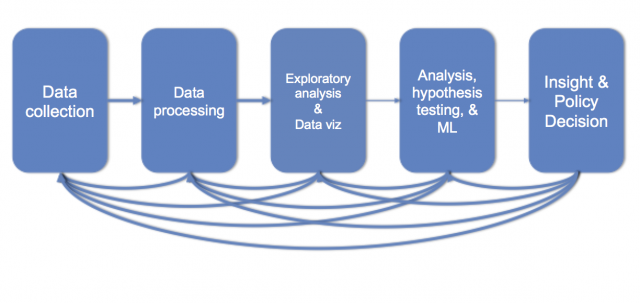 Data
collection
Data
processing
Exploratory
analysis
&
Data viz
Analysis,
hypothesis
testing, &
ML
Insight &
Policy
Decision